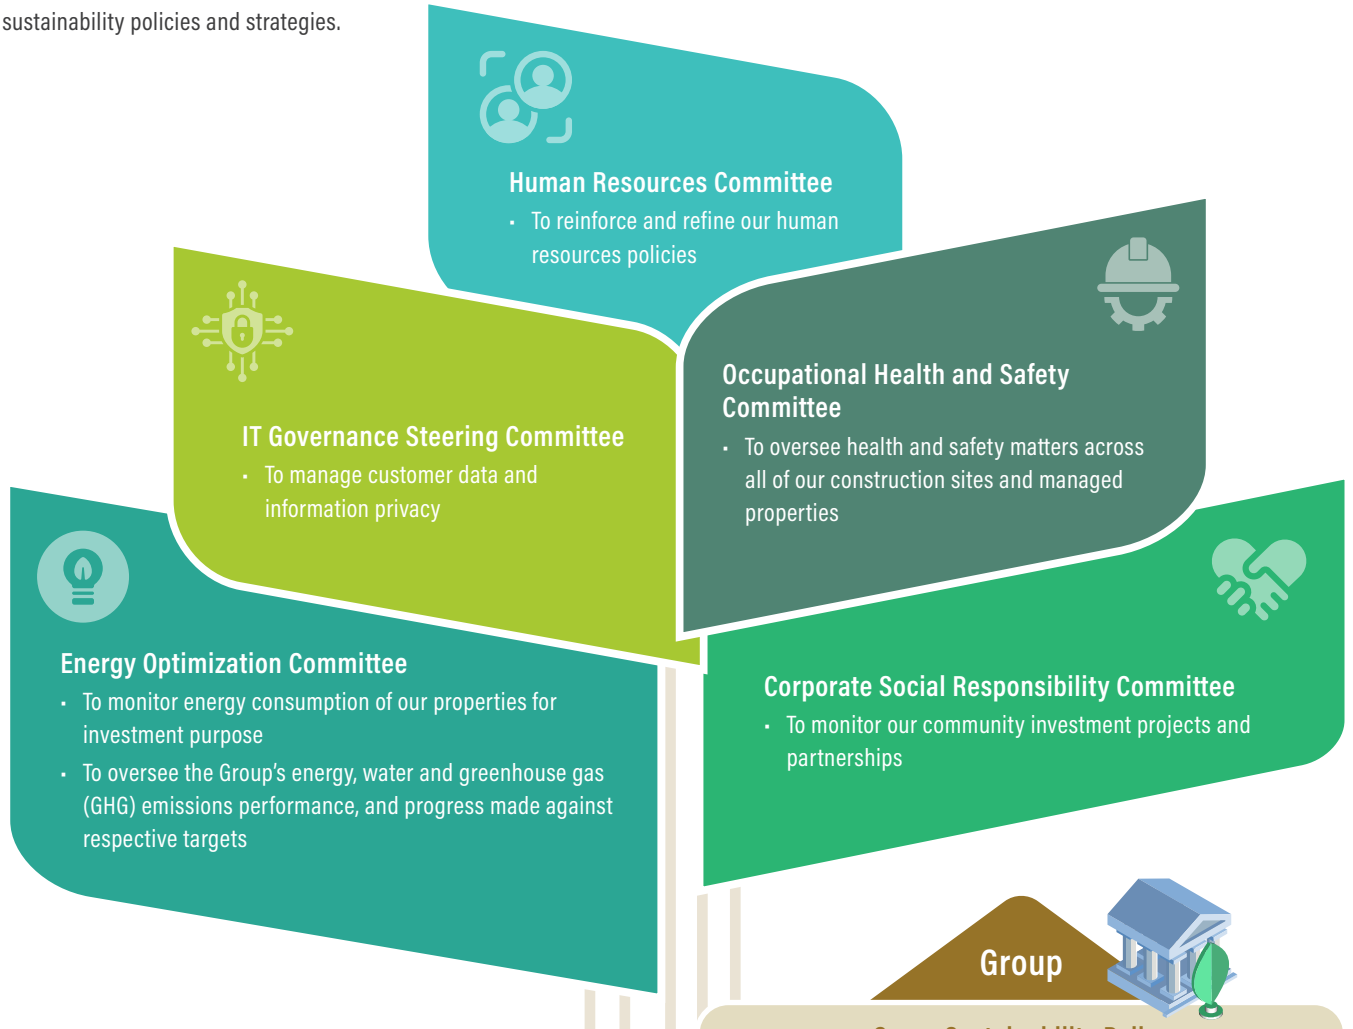 sustainability policies and strategies.
Human Resources Committee
• To reinforce and refine our human
resources policies
IT Governance Steering Committee
• To manage customer data and
information privacy
Occupational Health and Safety
Committee
• To oversee health and safety matters across
all of our construction sites and managed
properties
Energy Optimization Committee
• To monitor energy consumption of our properties for
investment purpose
• To oversee the Group’s energy, water and greenhouse gas
(GHG) emissions performance, and progress made against
respective targets
Corporate Social Responsibility Committee
• To monitor our community investment projects and
partnerships
Group